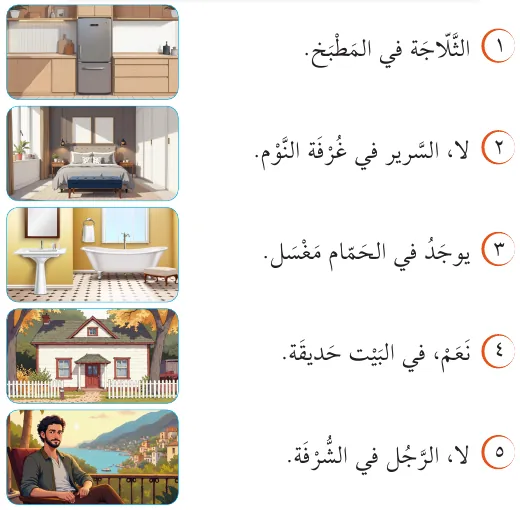 ١ الثَّلّاجَة في المَطْبَخ.
٢ لا، السَّرير في غُرْفَة النَّوْم.
٣ يوجَدُ في الحَمّام مَغْسَل.
٤ نَعَمْ، في البَيْت حَديقَة.
٥ لا، الرَّجُل في الشُّرْفَة.